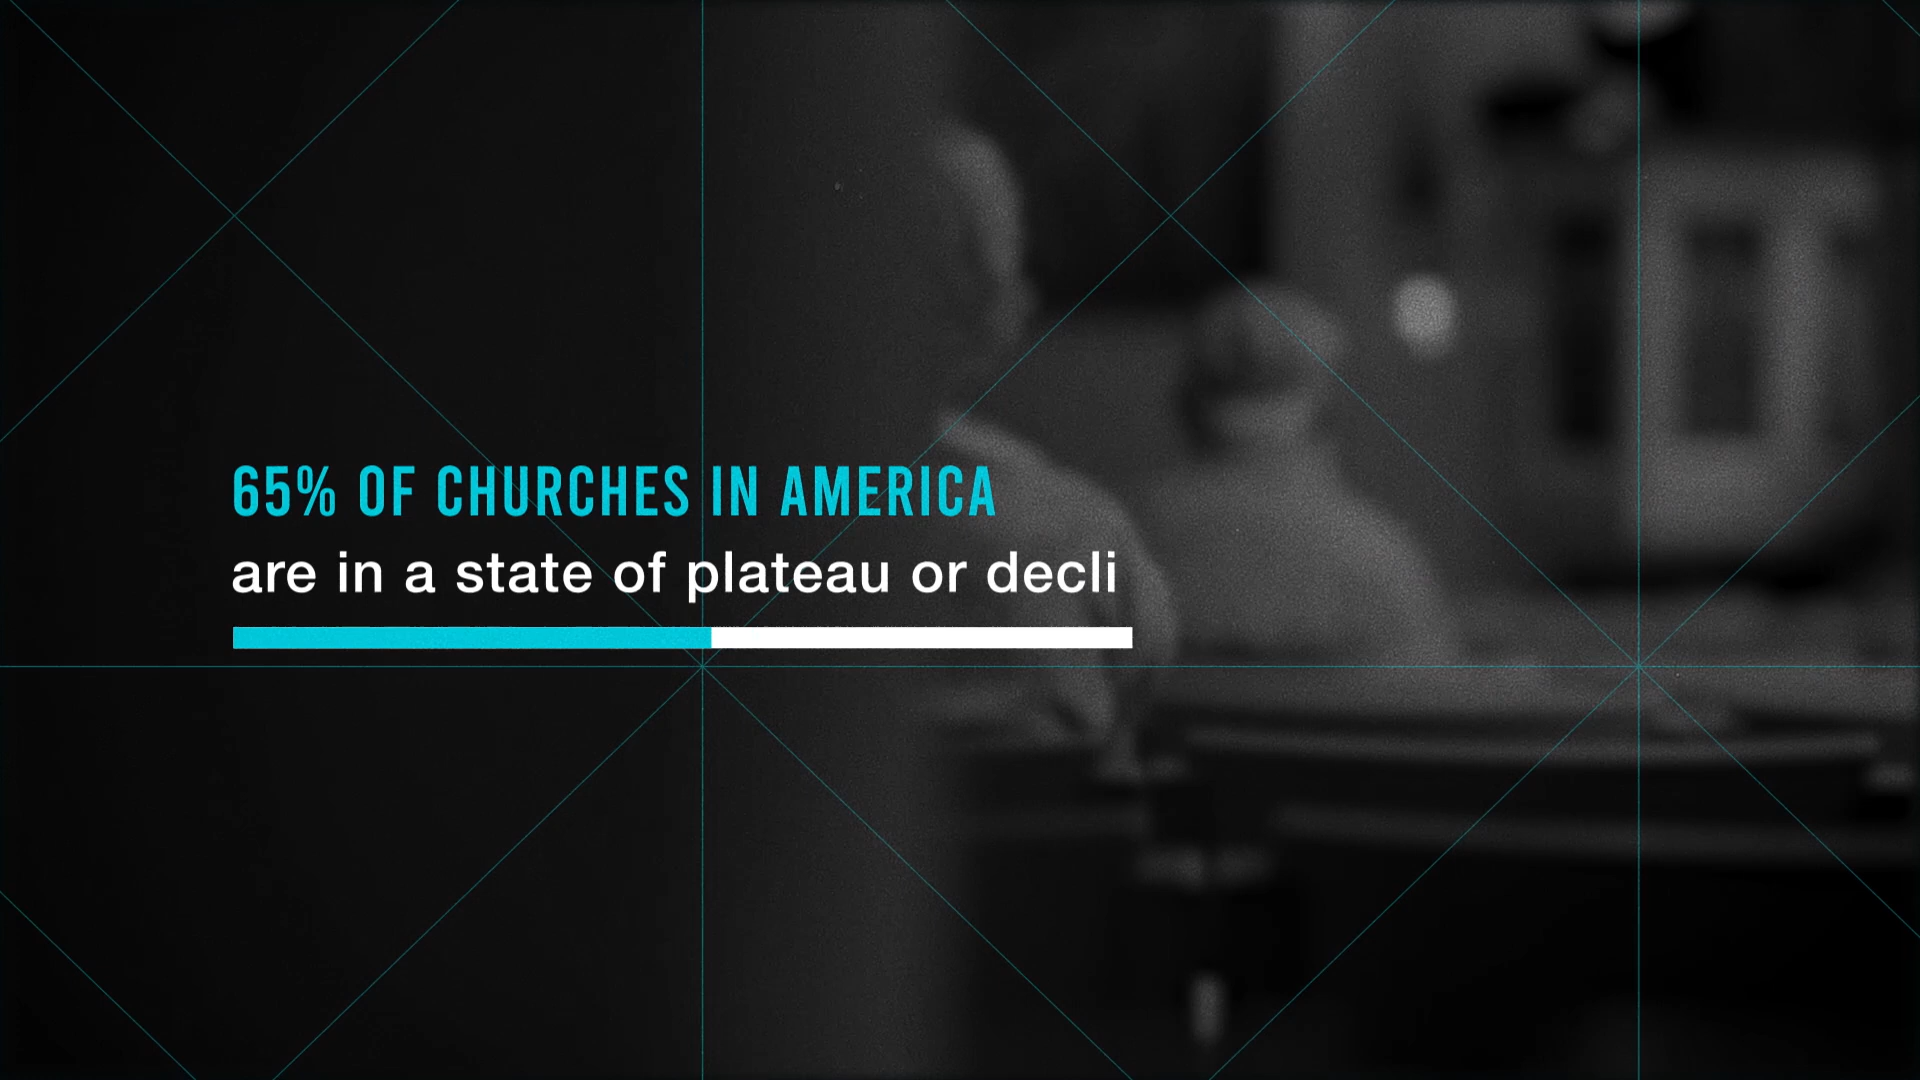 65% OF CHURCHES IN AMERICA
are in a state of plateau or decli